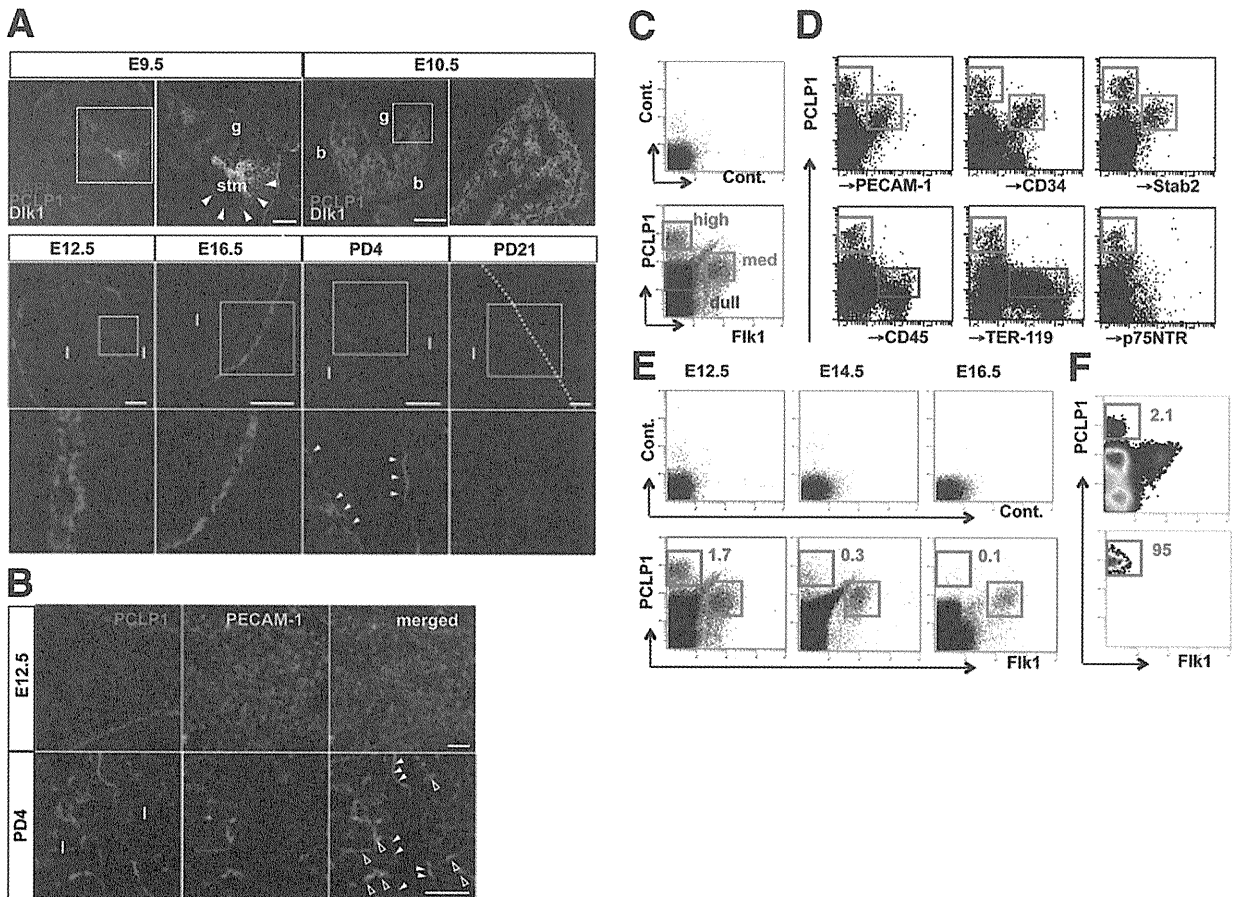 A
E9.5
E10.5
g
stm
PCLP1
Dlk1
g
b
b
Dlk1
E12.5
E16.5
PD4
PD21
l
l
l
l
l
l
B
PCLP1
PECAM-1
merged
E12.5
PD4
l
l
C
Cont.
Cont.
PCLP1
high
med
dull
Flk1
D
PCLP1
→PECAM-1
→CD34
→Stab2
→CD45
→TER-119
→p75NTR
E
E12.5
E14.5
E16.5
Cont.
Cont.
PCLP1
1.7
0.3
0.1
Flk1
F
PCLP1
2.1
95
Flk1